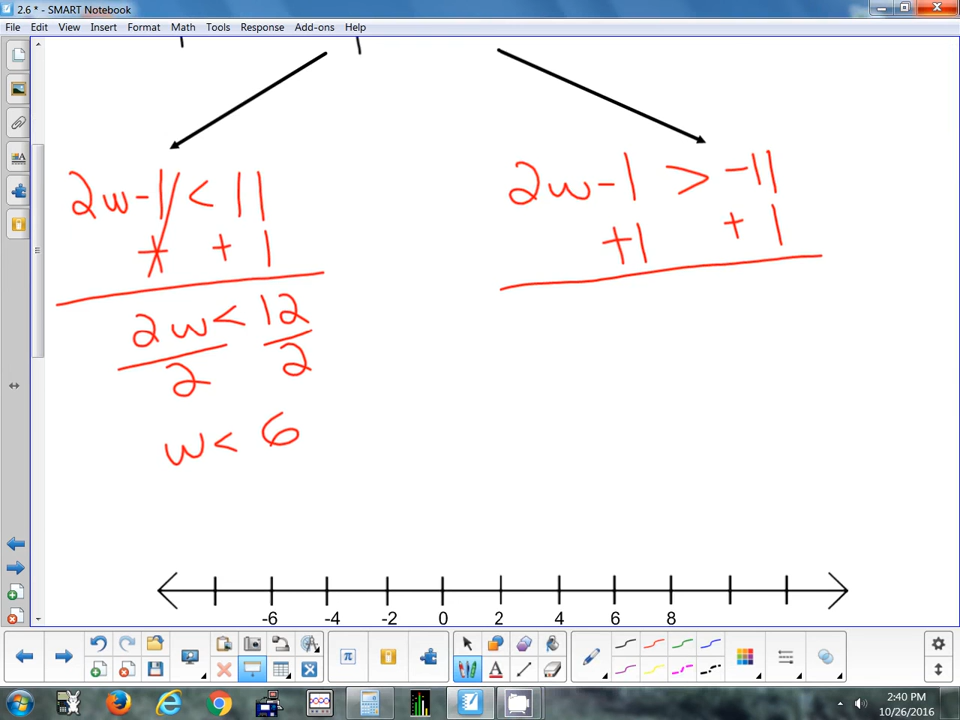 2.6 * - SMART Notebook
File Edit View Insert Format Math Tools Response Add-ons Help
2w-1 < 11
+ + 1
2w < 12
2 2
w < 6
2w-1 > -11
+1 +1
-6 -4 -2 0 2 4 6 8
2:40 PM
10/26/2016